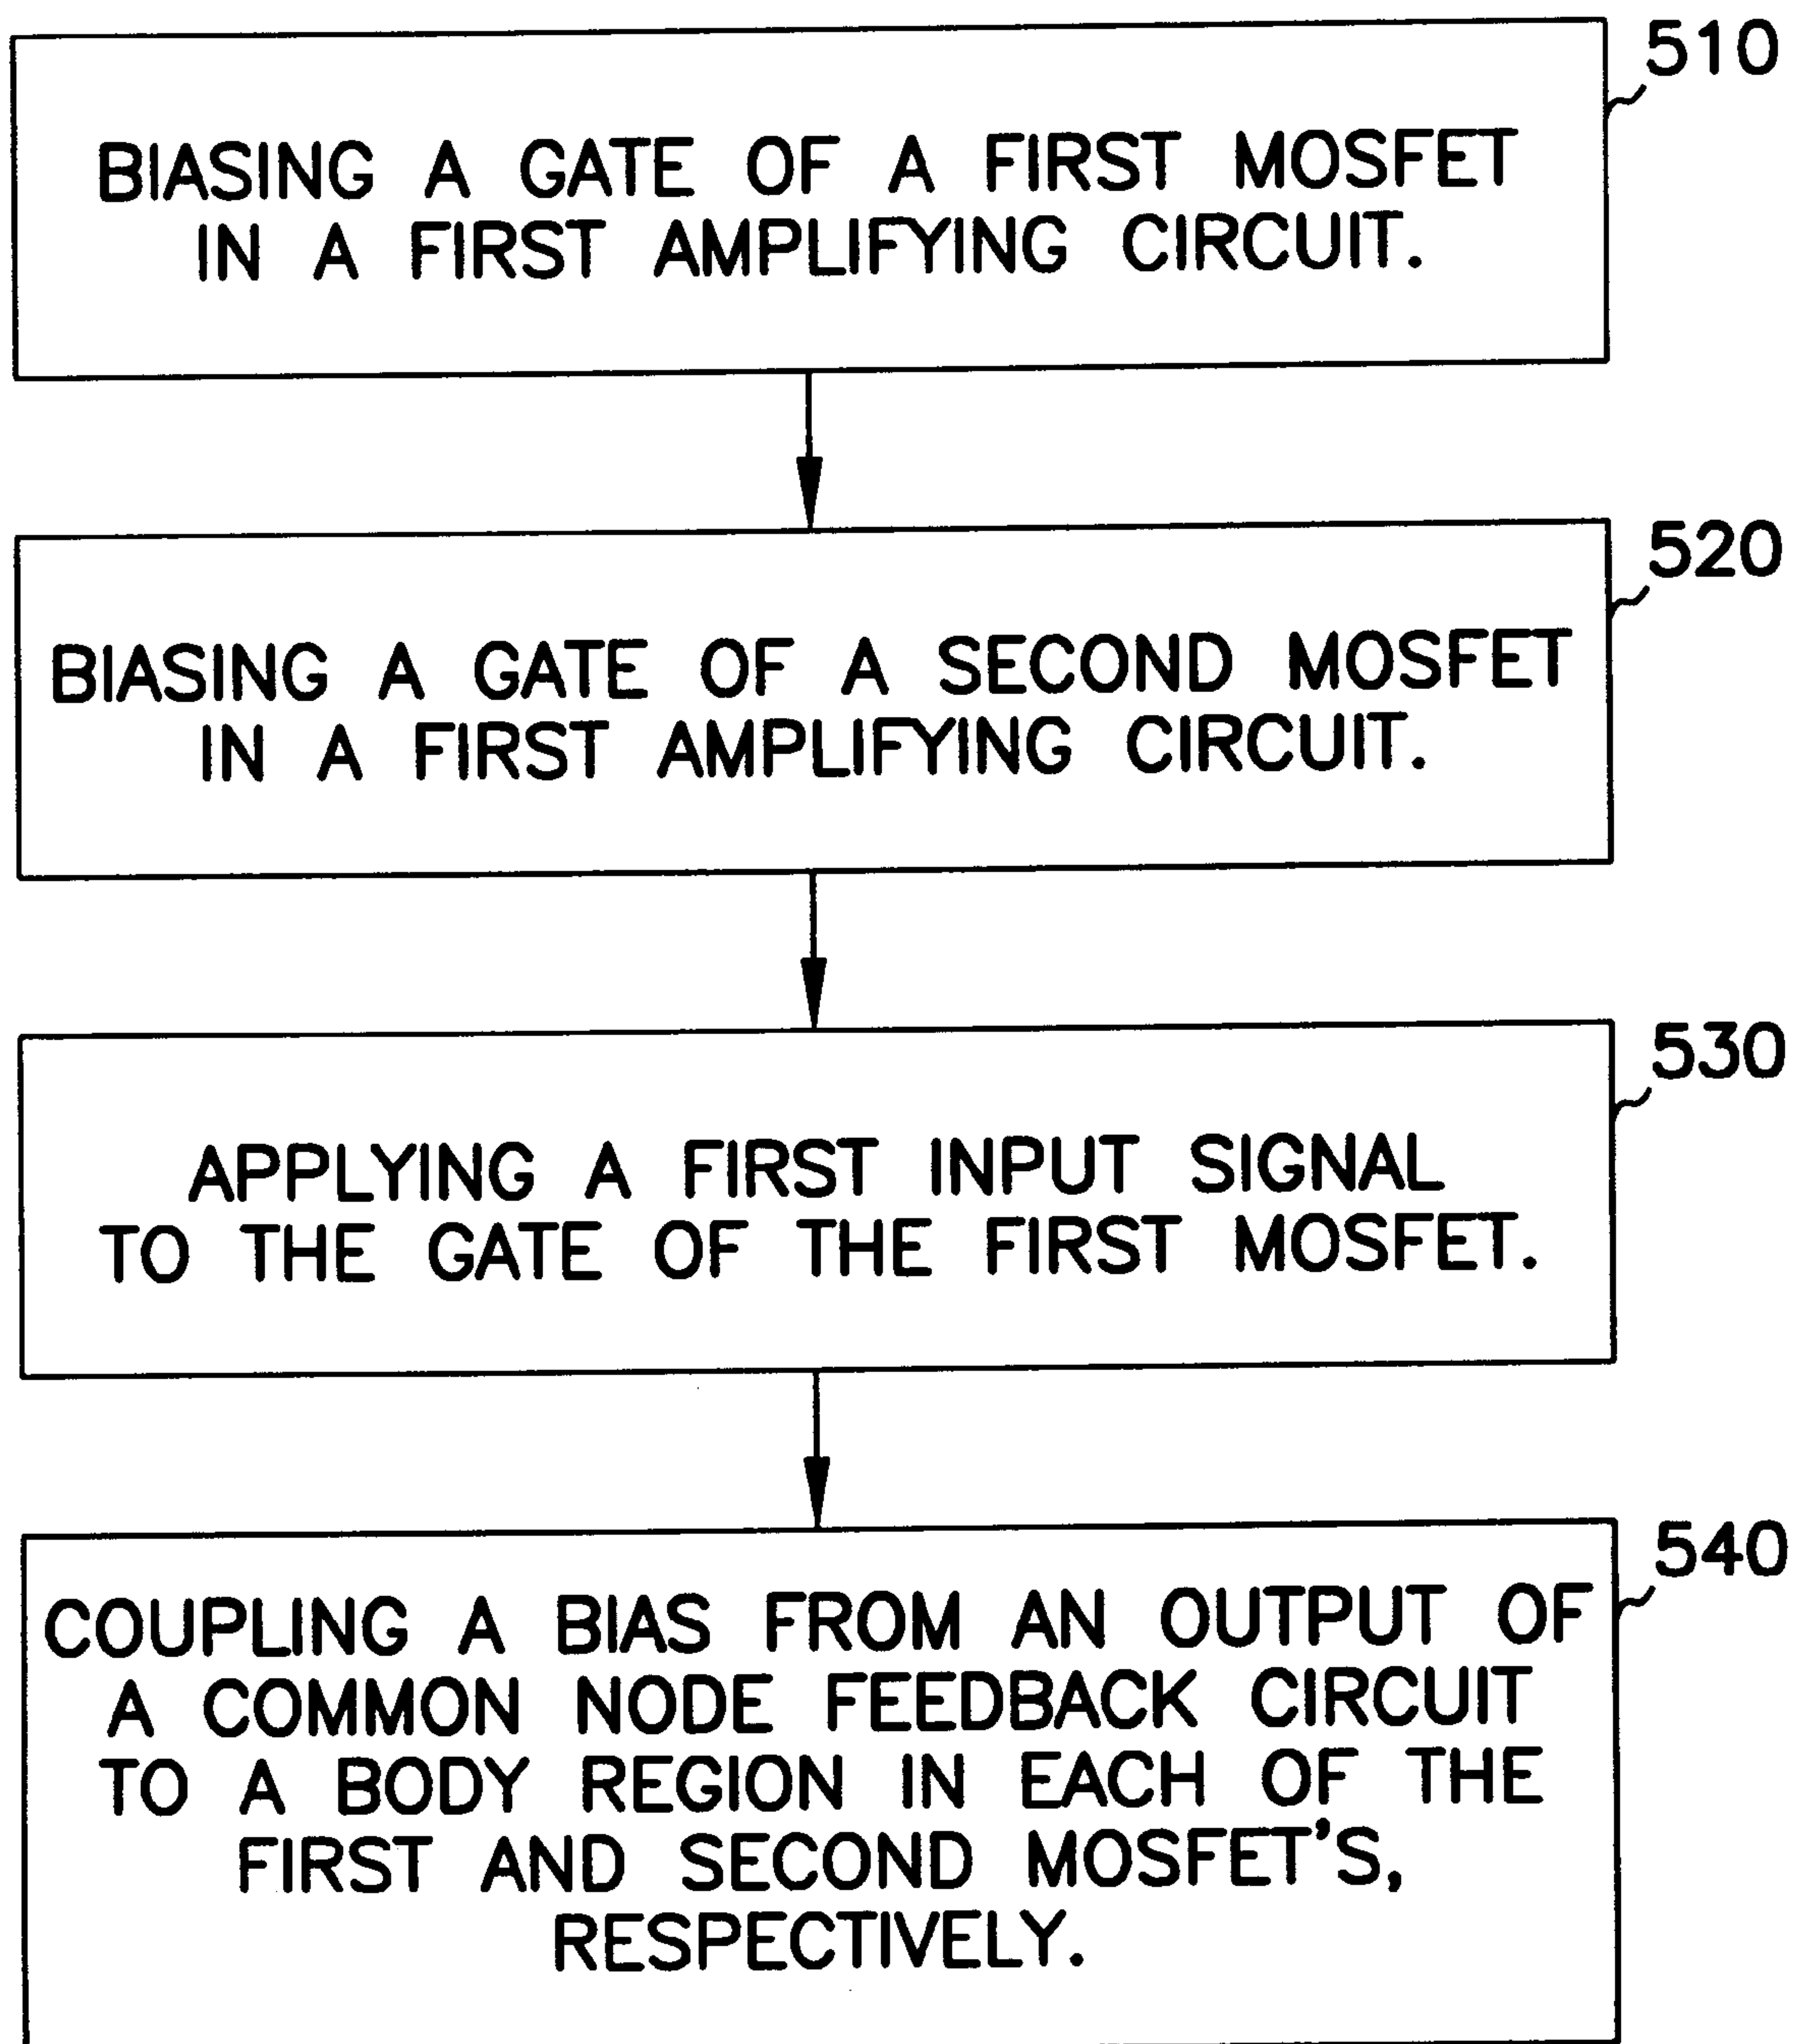 510
BIASING A GATE OF A FIRST MOSFET
IN A FIRST AMPLIFYING CIRCUIT.
520
BIASING A GATE OF A SECOND MOSFET
IN A FIRST AMPLIFYING CIRCUIT.
530
APPLYING A FIRST INPUT SIGNAL
TO THE GATE OF THE FIRST MOSFET.
540
COUPLING A BIAS FROM AN OUTPUT OF
A COMMON NODE FEEDBACK CIRCUIT
TO A BODY REGION IN EACH OF THE
FIRST AND SECOND MOSFET'S,
RESPECTIVELY.